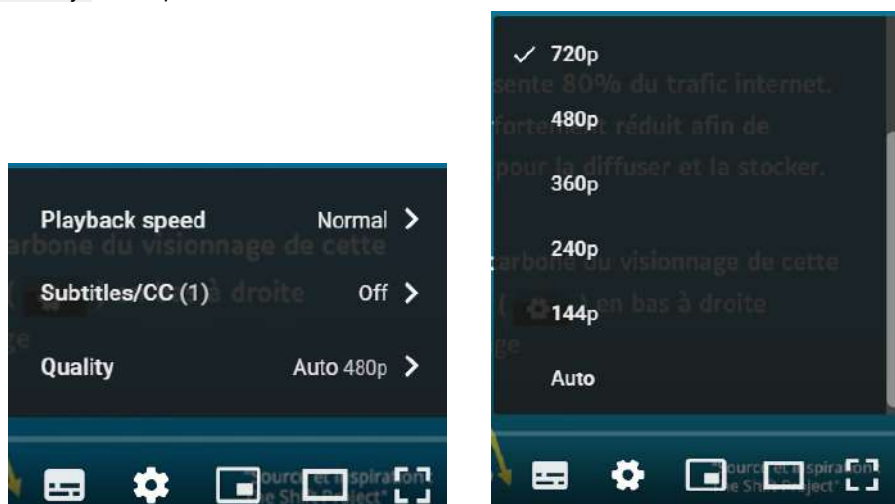 Playback speed Normal
Subtitles/CC (1) Off
Quality Auto 480p
carbone du visionnage de cette
à droite
720p
480p
360p
240p
144p
Auto
sente 80% du trafic internet.
fortement réduit afin de
pour la diffuser et la stocker.
carbone du visionnage de cette
( ) en bas à droite